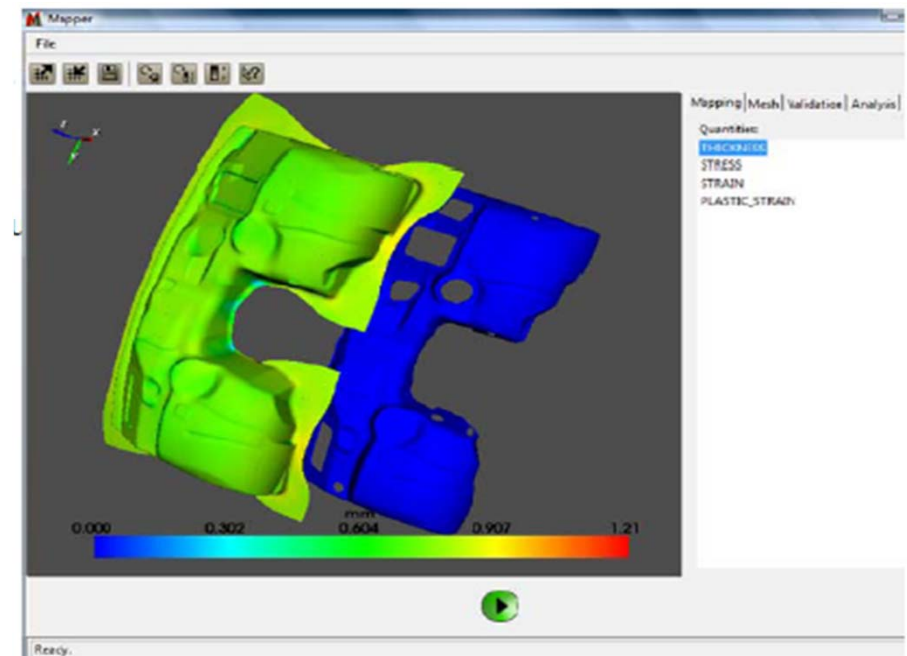 Mapper
File
Mapping Mesh Validation Analysis
Quantities:
THICKNESS
STRESS
STRAIN
PLASTIC_STRAIN
mm
0.000 0.302 0.604 0.907 1.21
Ready.